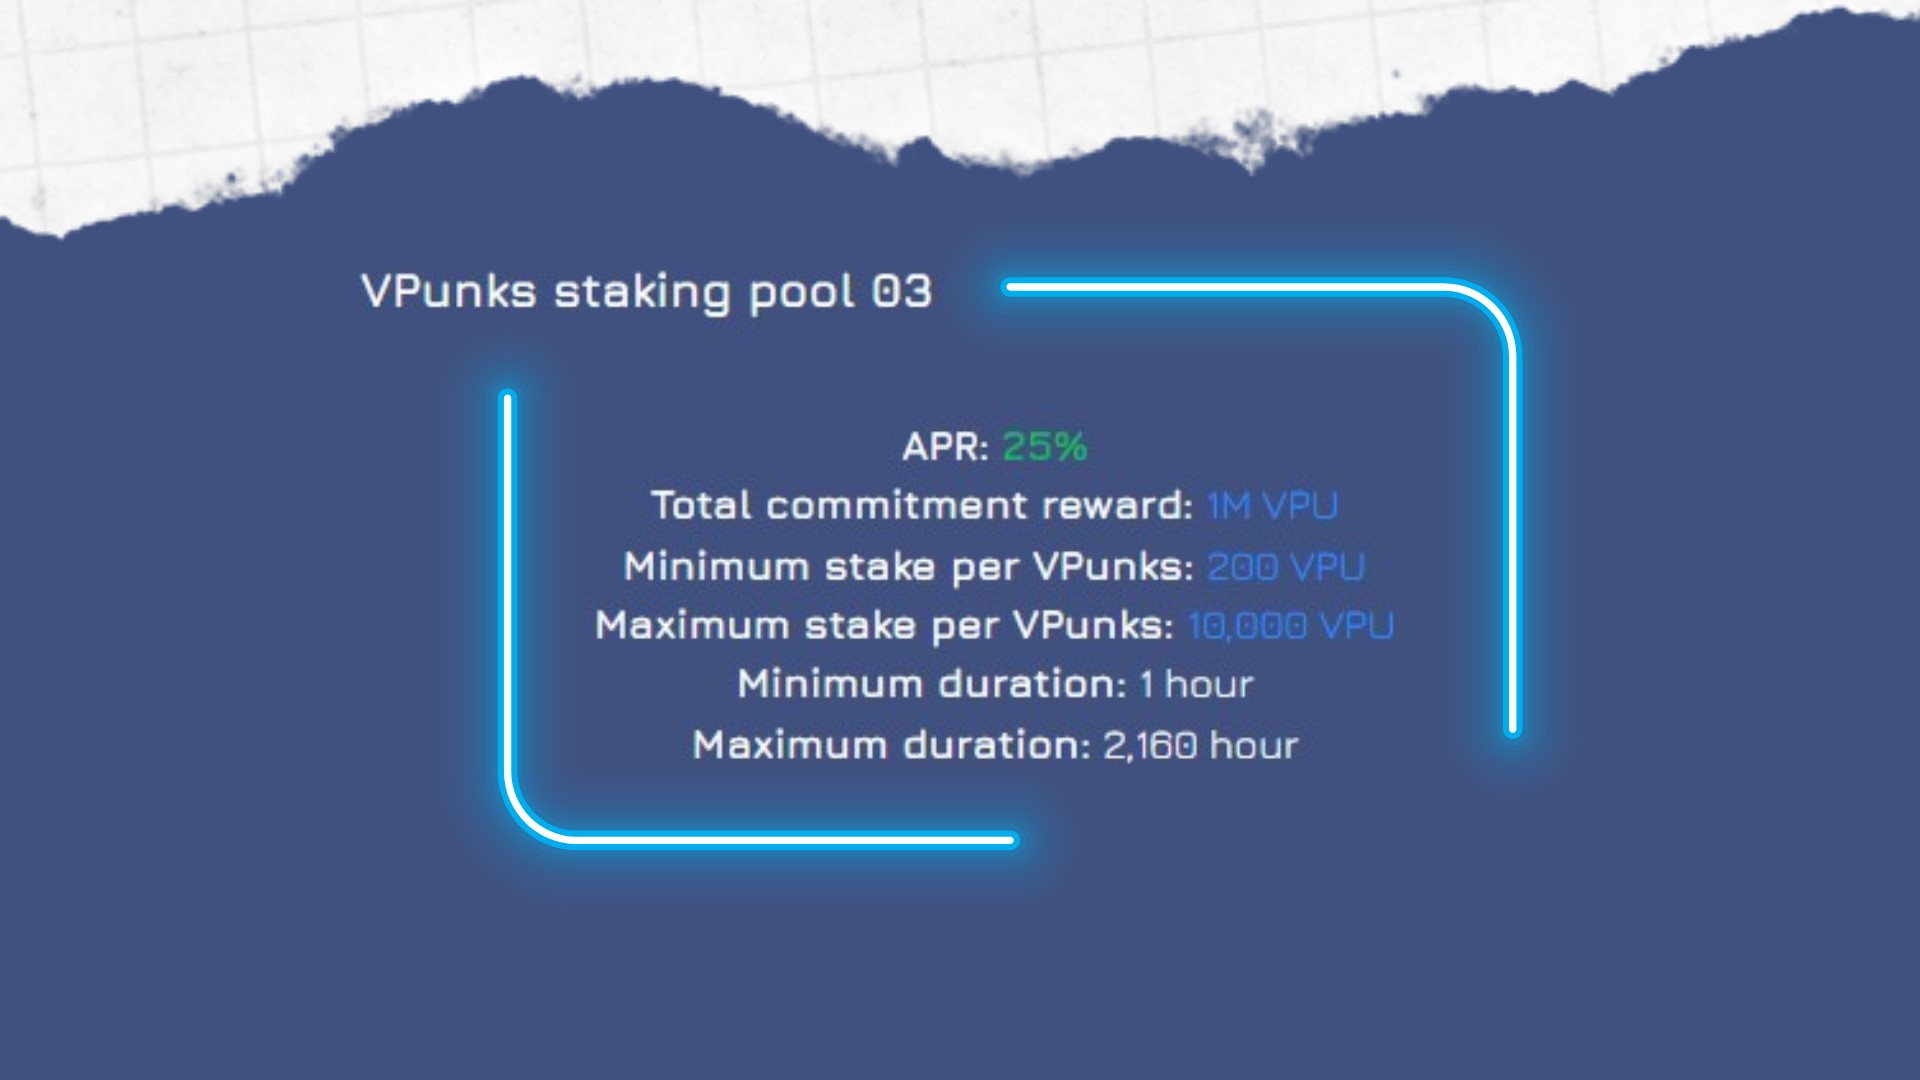 VPunks staking pool 03
APR: 25%
Total commitment reward: 1M VPU
Minimum stake per VPunks: 200 VPU
Maximum stake per VPunks: 10,000 VPU
Minimum duration: 1 hour
Maximum duration: 2,160 hour